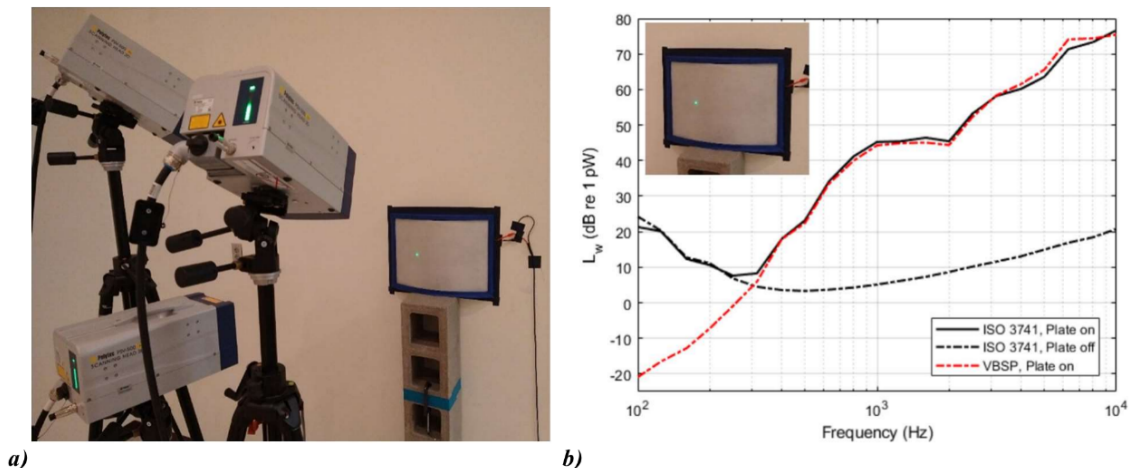 80
70
60
50
40
30
20
10
0
-10
-20
L_w (dB re 1 pW)
ISO 3741, Plate on
ISO 3741, Plate off
VBSP, Plate on
10^2
10^3
10^4
Frequency (Hz)
a)
b)